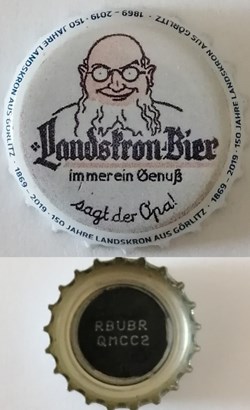 1869 - 2019 · 150 JAHRE LANDSKRON AUS GÖRLITZ · 1869 - 2019 · 150 JAHRE LANDSKRON AUS GÖRLITZ ·
Landskron-Bier
immer ein Genuß
sagt der Opa!
RBUBR
QMCC2